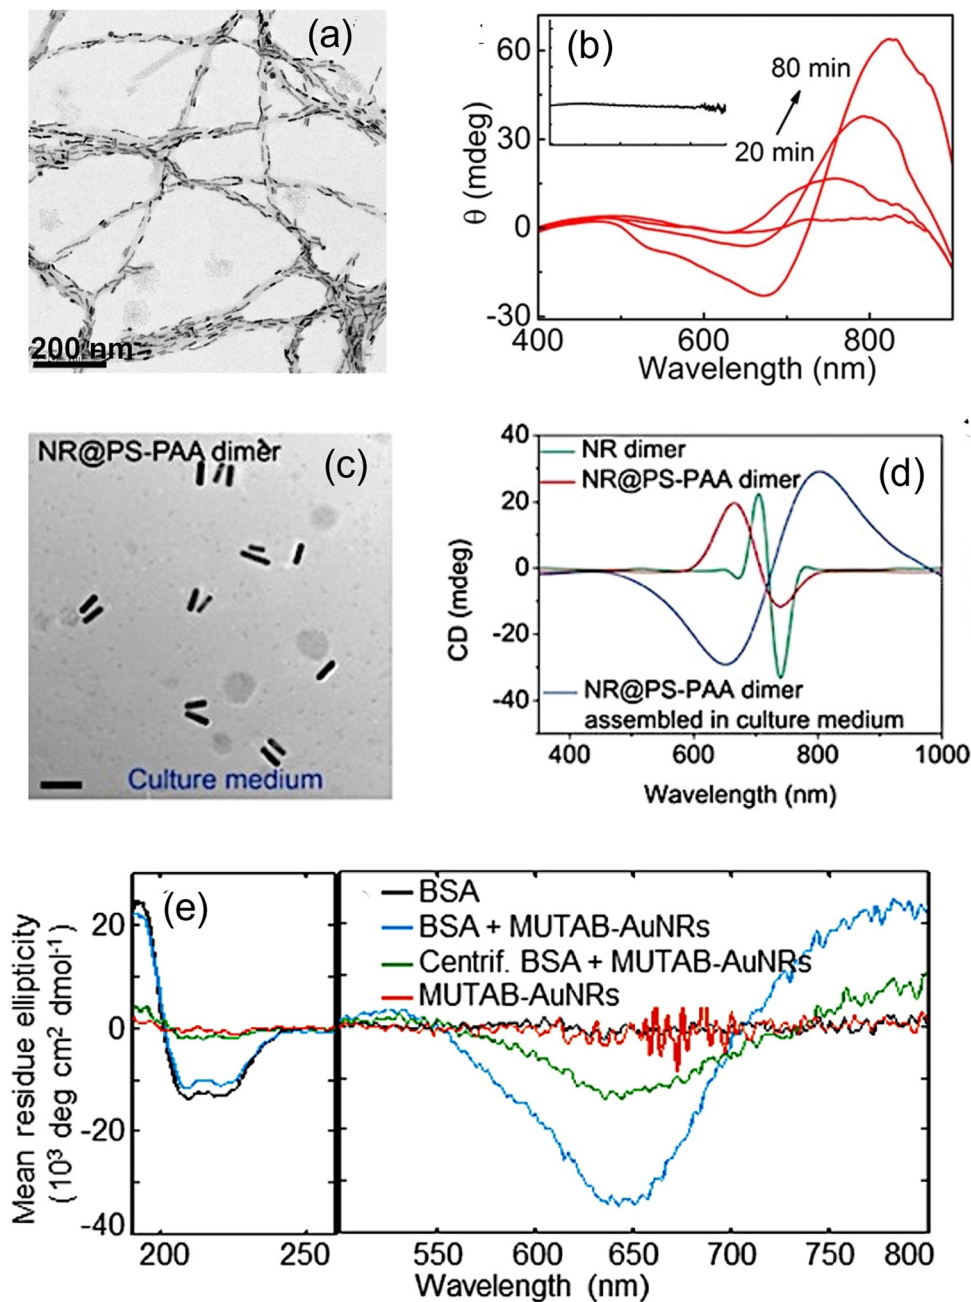 (a)
200 nm
(b)
θ (mdeg)
60
30
0
-30
80 min
20 min
400
600
800
Wavelength (nm)
NR@PS-PAA dimer
(c)
Culture medium
(d)
CD (mdeg)
40
20
0
-20
-40
NR dimer
NR@PS-PAA dimer
NR@PS-PAA dimer
assembled in culture medium
400
600
800
1000
Wavelength (nm)
(e)
Mean residue ellipticity
(10³ deg cm² dmol⁻¹)
20
0
-20
-40
BSA
BSA + MUTAB-AuNRs
Centrif. BSA + MUTAB-AuNRs
MUTAB-AuNRs
200
250
550
600
650
700
750
800
Wavelength (nm)